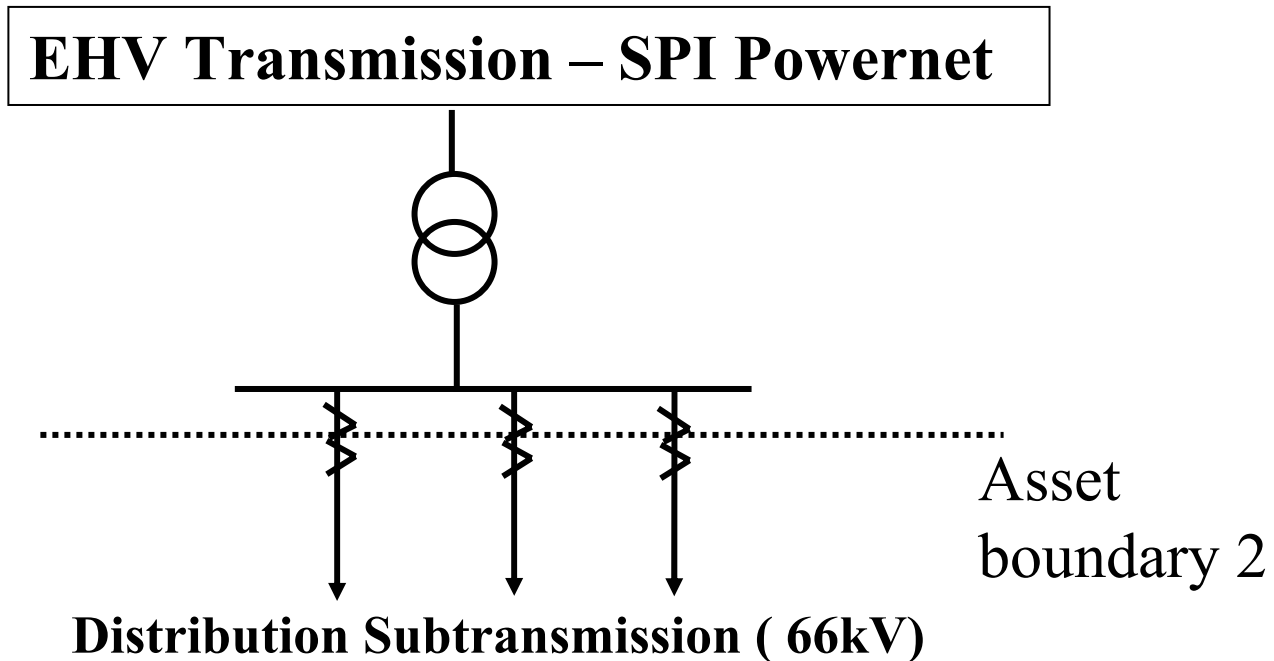 EHV Transmission – SPI Powernet
Asset
boundary 2
Distribution Subtransmission ( 66kV)